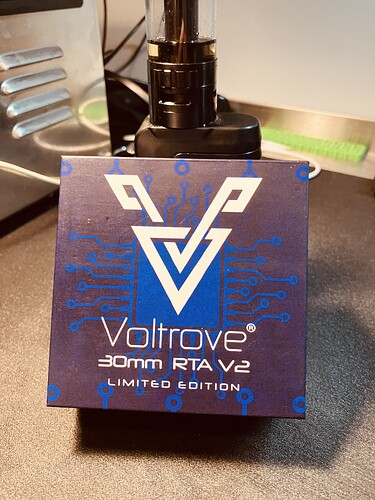 Voltrove®
30mm RTA V2
LIMITED EDITION